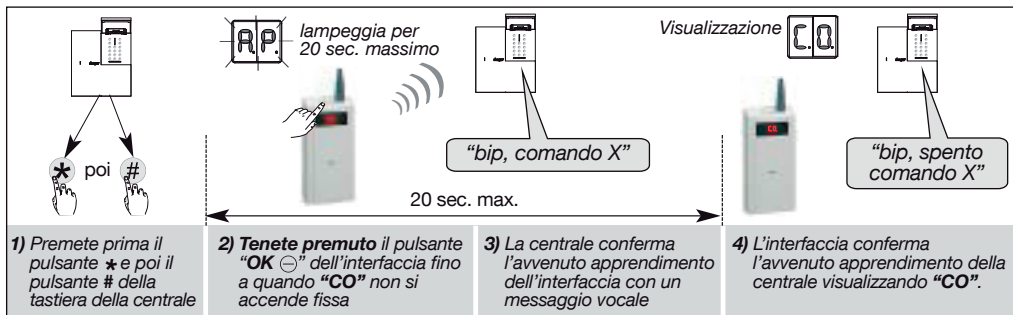 A.P.
lampeggia per
20 sec. massimo
Visualizzazione
C.O
* poi #
"bip, comando X"
"bip, spento
comando X"
20 sec. max.
1) Premete prima il
pulsante * e poi il
pulsante # della
tastiera della centrale
2) Tenete premuto il pulsante
"OK ⊖" dell'interfaccia fino
a quando "CO" non si
accende fissa
3) La centrale conferma
l'avvenuto apprendimento
dell'interfaccia con un
messaggio vocale
4) L'interfaccia conferma
l'avvenuto apprendimento della
centrale visualizzando "CO".